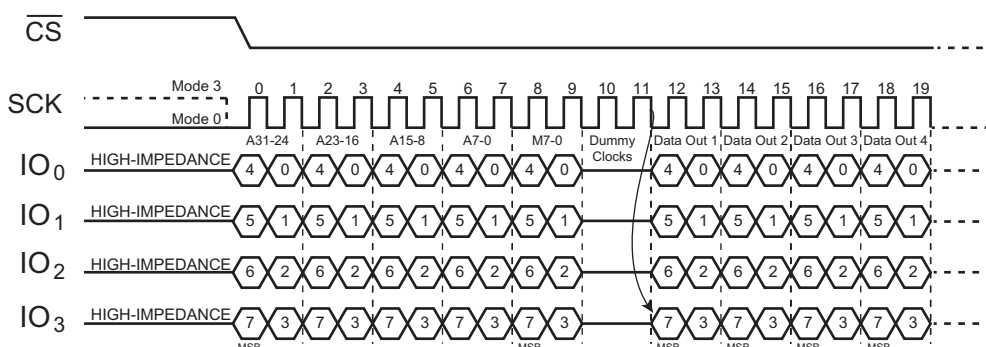 CS
Mode 3
0 1 2 3 4 5 6 7 8 9 10 11 12 13 14 15 16 17 18 19
SCK
Mode 0
A31-24 A23-16 A15-8 A7-0 M7-0 Dummy Clocks Data Out 1 Data Out 2 Data Out 3 Data Out 4
IO0 HIGH-IMPEDANCE 4 0 4 0 4 0 4 0 4 0 4 0 4 0 4 0 4 0
IO1 HIGH-IMPEDANCE 5 1 5 1 5 1 5 1 5 1 5 1 5 1 5 1 5 1
IO2 HIGH-IMPEDANCE 6 2 6 2 6 2 6 2 6 2 6 2 6 2 6 2 6 2
IO3 HIGH-IMPEDANCE 7 3 7 3 7 3 7 3 7 3 7 3 7 3 7 3 7 3
MSB MSB MSB MSB MSB MSB